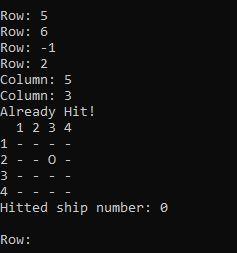 Row: 5
Row: 6
Row: -1
Row: 2
Column: 5
Column: 3
Already Hit!
  1 2 3 4
1 - - - -
2 - - O -
3 - - - -
4 - - - -
Hitted ship number: 0

Row: